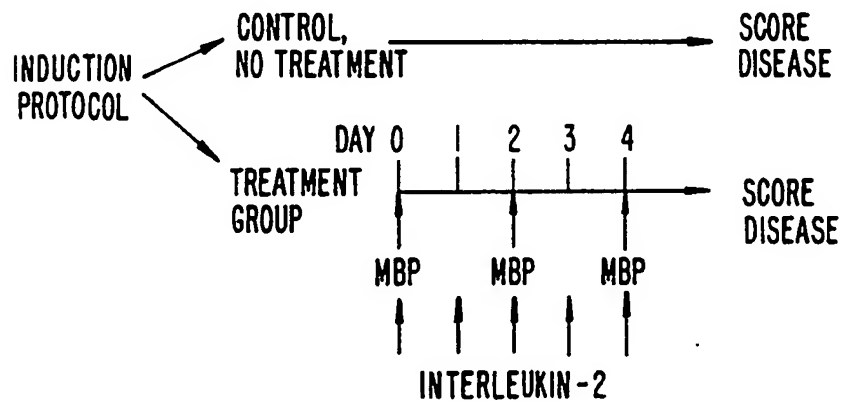 CONTROL,
NO TREATMENT
SCORE
DISEASE
INDUCTION
PROTOCOL
DAY 0 1 2 3 4
TREATMENT
GROUP
SCORE
DISEASE
MBP MBP MBP
INTERLEUKIN-2